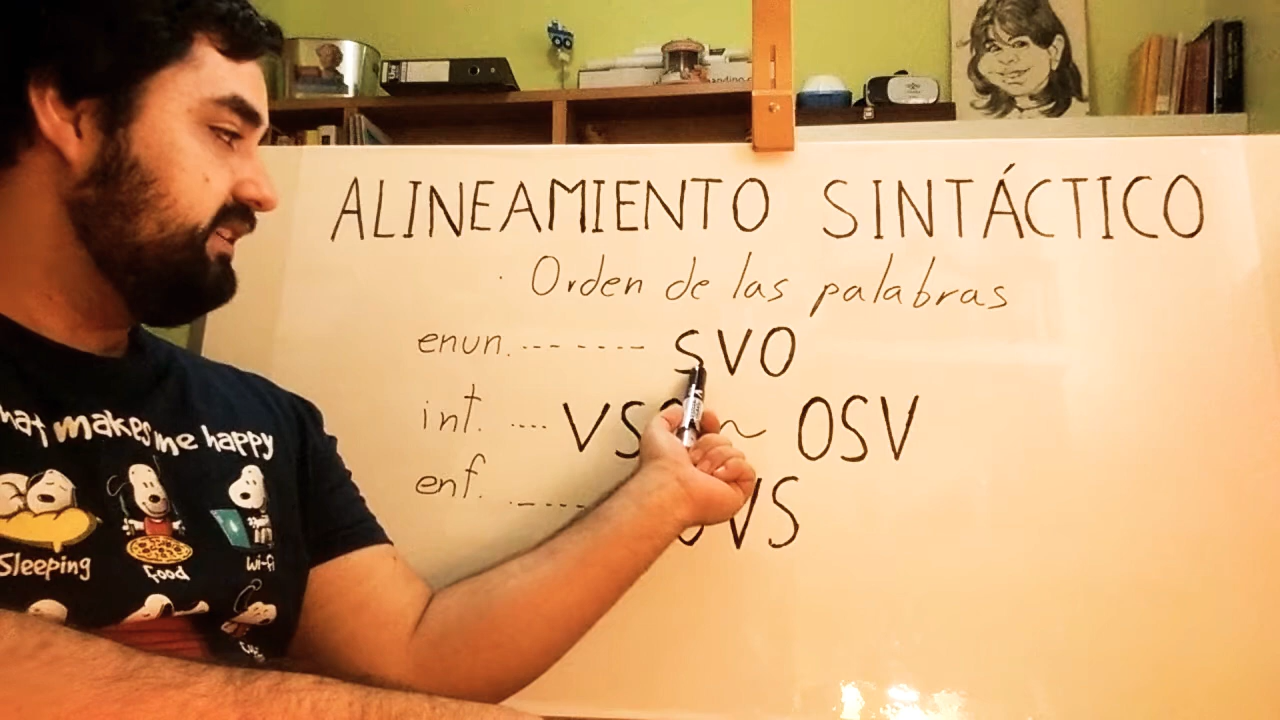 ALINEAMIENTO SINTÁCTICO
· Orden de las palabras
enun. ------- SVO
int. .... VS ~ OSV
enf. .---- VS
what makes me happy
Sleeping
Food
Wi-fi